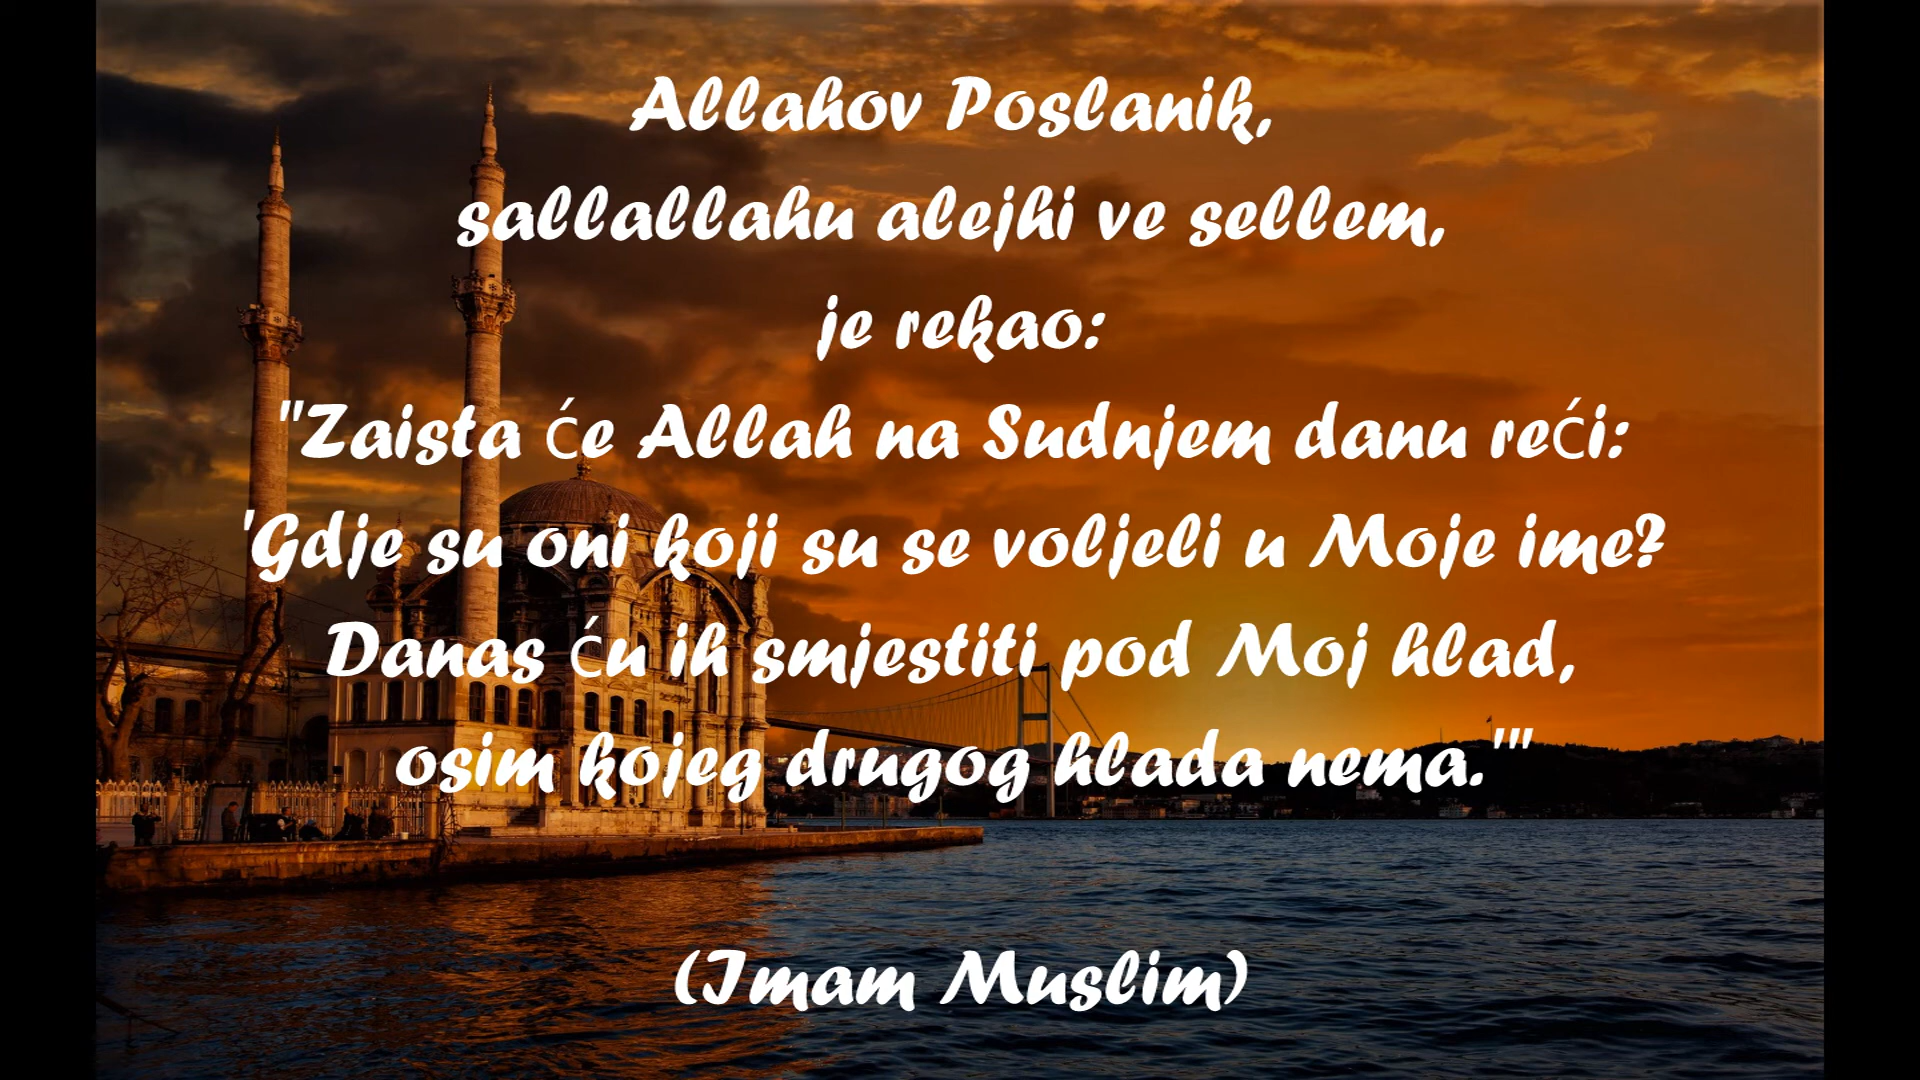 Allahov Poslanik,
sallallahu alejhi ve sellem,
je rekao:
"Zaista će Allah na Sudnjem danu reći:
'Gdje su oni koji su se voljeli u Moje ime?
Danas ću ih smjestiti pod Moj hlad,
osim kojeg drugog hlada nema.'"
(Imam Muslim)